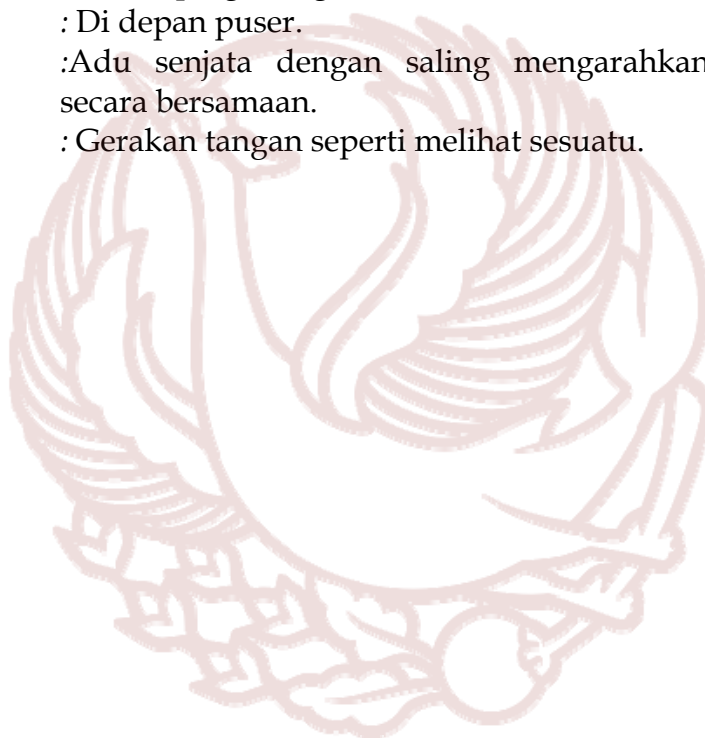 : Di depan puser.
:Adu senjata dengan saling mengarahkan
secara bersamaan.
: Gerakan tangan seperti melihat sesuatu.